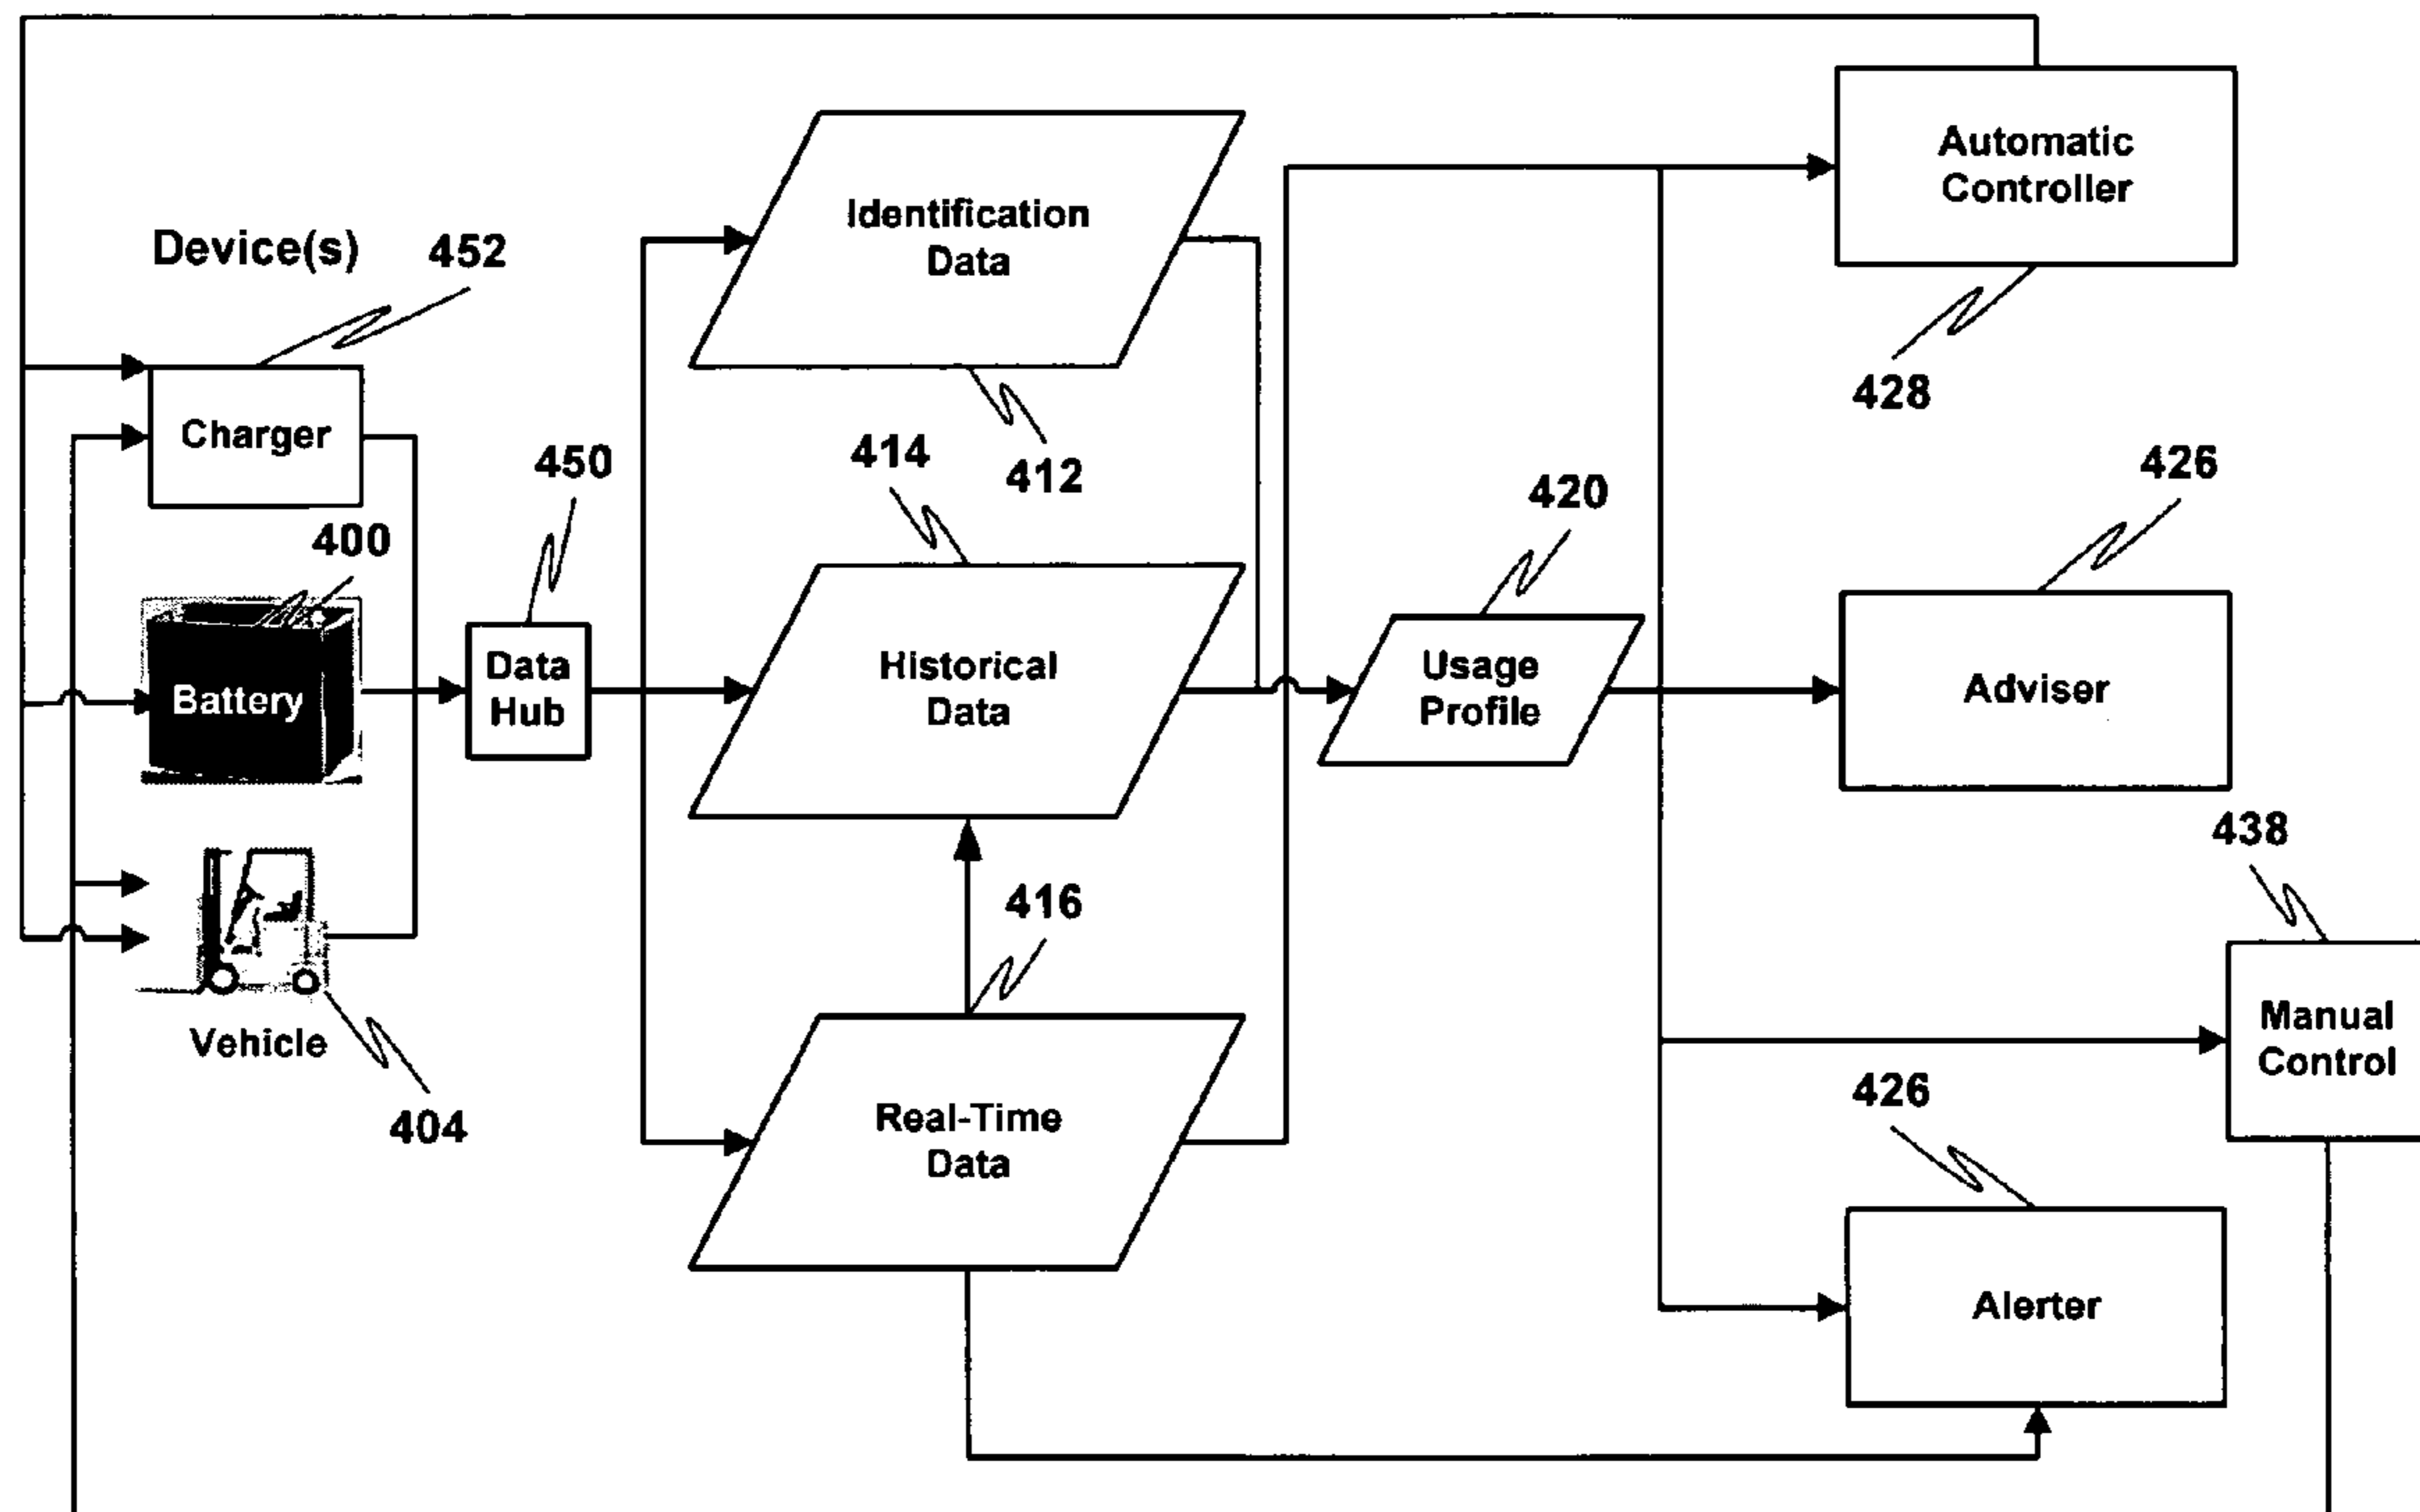 Device(s)
452
Charger
400
Battery
Vehicle
404
450
Data
Hub
Identification
Data
412
414
Historical
Data
416
Real-Time
Data
420
Usage
Profile
Automatic
Controller
428
426
Adviser
438
Manual
Control
426
Alerter